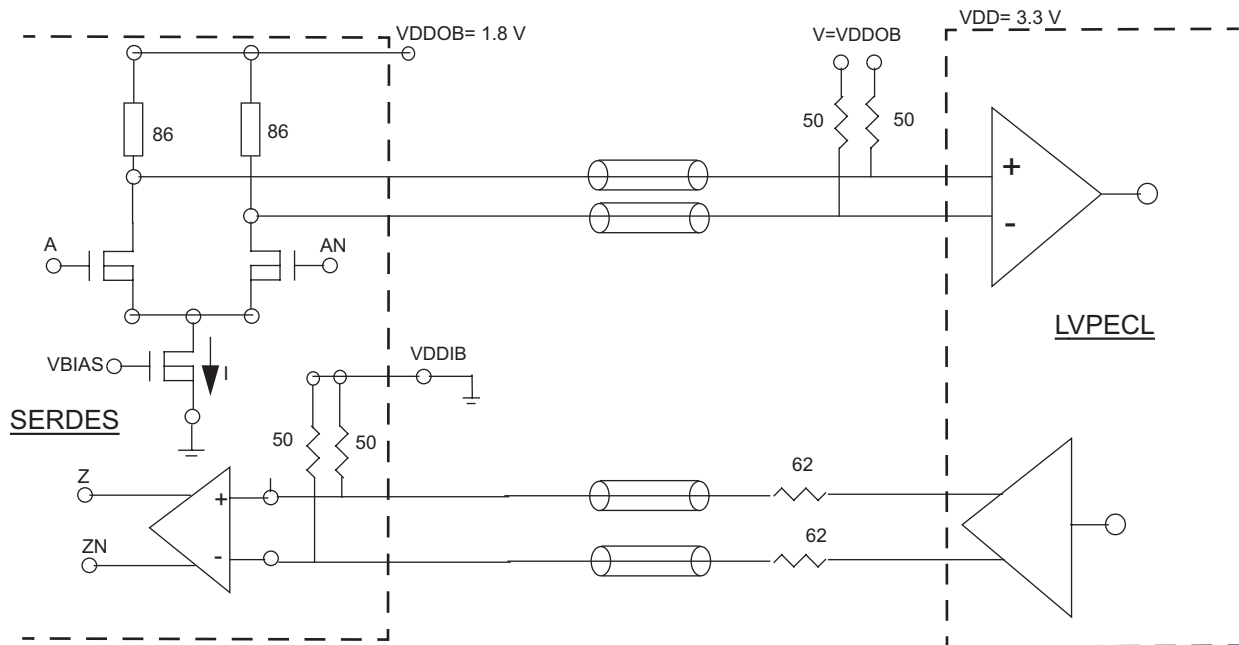 VDDOB= 1.8 V
V=VDDOB
VDD= 3.3 V
86
86
50
50
+
-
A
AN
LVPECL
VBIAS
I
VDDIB
SERDES
50
50
62
Z
+
I
ZN
-
62